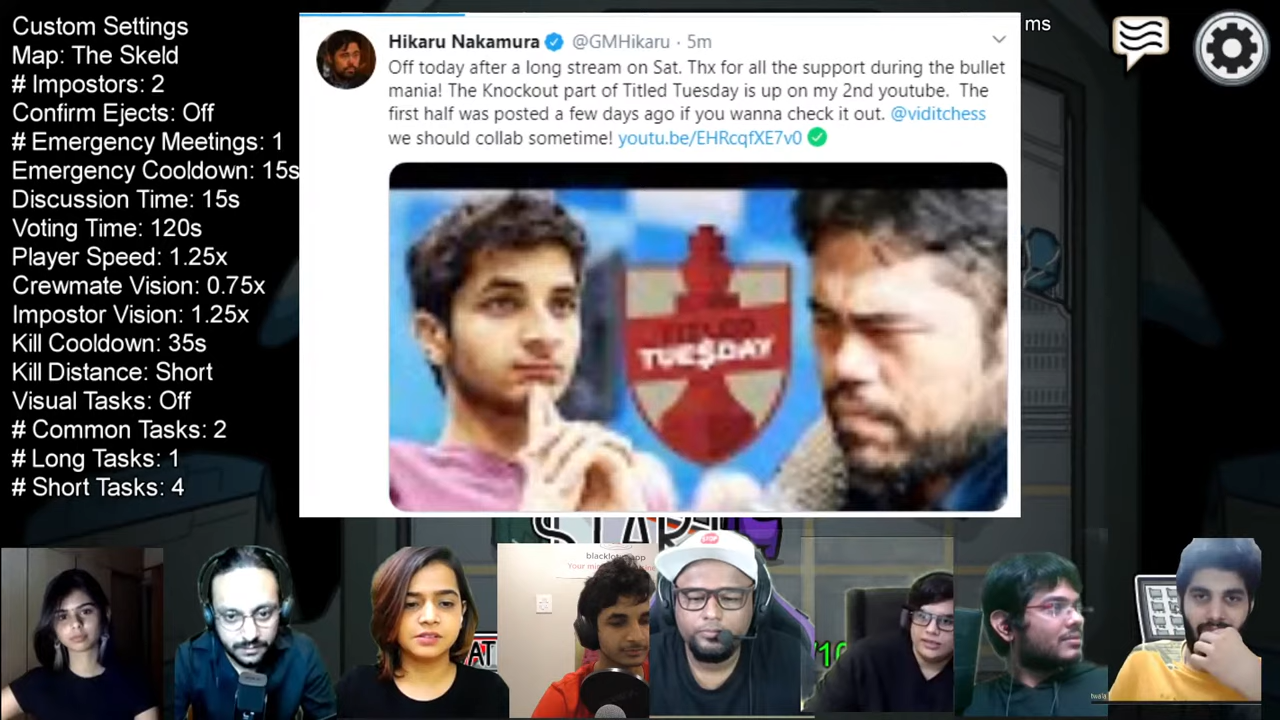 Custom Settings
Map: The Skeld
# Impostors: 2
Confirm Ejects: Off
# Emergency Meetings: 1
Emergency Cooldown: 15s
Discussion Time: 15s
Voting Time: 120s
Player Speed: 1.25x
Crewmate Vision: 0.75x
Impostor Vision: 1.25x
Kill Cooldown: 35s
Kill Distance: Short
Visual Tasks: Off
# Common Tasks: 2
# Long Tasks: 1
# Short Tasks: 4
Hikaru Nakamura @GMHikaru · 5m
Off today after a long stream on Sat. Thx for all the support during the bullet
mania! The Knockout part of Titled Tuesday is up on my 2nd youtube. The
first half was posted a few days ago if you wanna check it out. @viditchess
we should collab sometime! youtu.be/EHRcqfXE7v0
TITLED
TUE$DAY
ms
START
/10